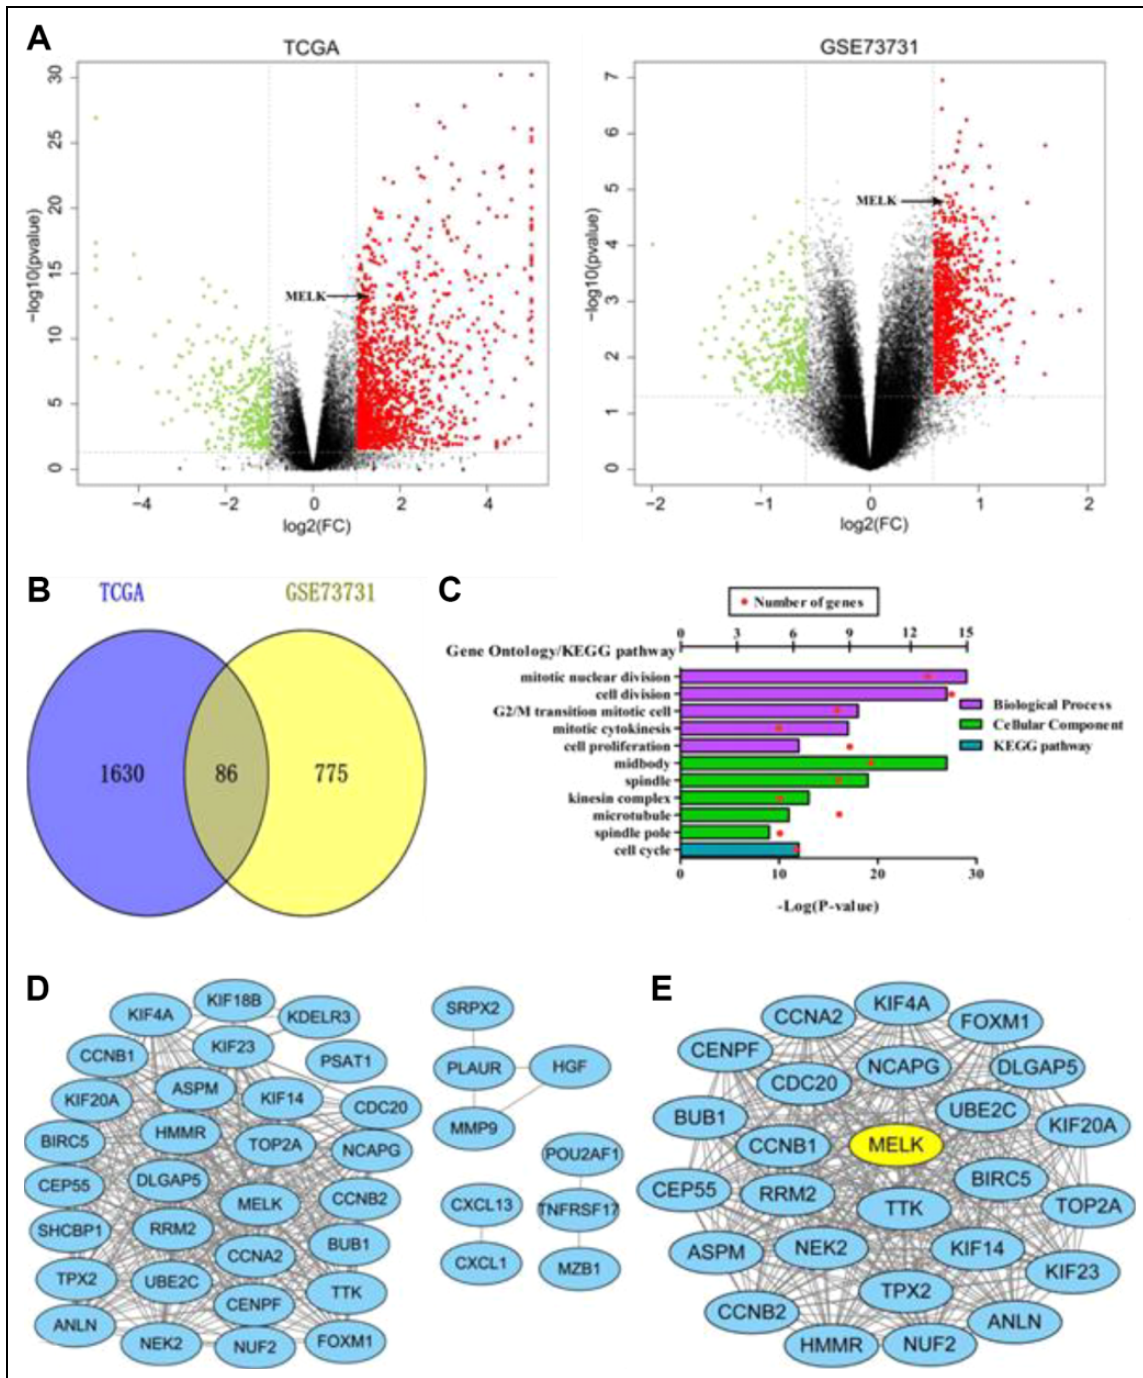 A
TCGA
GSE73731
30
25
20
15
10
5
0
−log10(pvalue)
MELK
−4
−2
0
2
4
log2(FC)
7
6
5
4
3
2
1
0
−log10(pvalue)
MELK
−2
−1
0
1
2
log2(FC)
B
TCGA
GSE73731
1630
86
775
C
Number of genes
0
3
6
9
12
15
Gene Ontology/KEGG pathway
mitotic nuclear division
cell division
G2/M transition mitotic cell
mitotic cytokinesis
cell proliferation
midbody
spindle
kinesin complex
microtubule
spindle pole
cell cycle
Biological Process
Cellular Component
KEGG pathway
0
10
20
30
-Log(P-value)
D
KIF4A
KIF18B
KDELR3
CCNB1
KIF23
PSAT1
KIF20A
ASPM
KIF14
CDC20
BIRC5
HMMR
TOP2A
NCAPG
CEP55
DLGAP5
MELK
CCNB2
SHCBP1
RRM2
CCNA2
BUB1
TPX2
UBE2C
CENPF
TTK
ANLN
NEK2
NUF2
FOXM1
SRPX2
PLAUR
HGF
MMP9
POU2AF1
CXCL13
TNFRSF17
CXCL1
MZB1
E
CCNA2
KIF4A
FOXM1
CENPF
CDC20
NCAPG
DLGAP5
BUB1
CCNB1
MELK
UBE2C
KIF20A
CEP55
RRM2
TTK
BIRC5
TOP2A
ASPM
NEK2
KIF14
KIF23
CCNB2
TPX2
ANLN
HMMR
NUF2